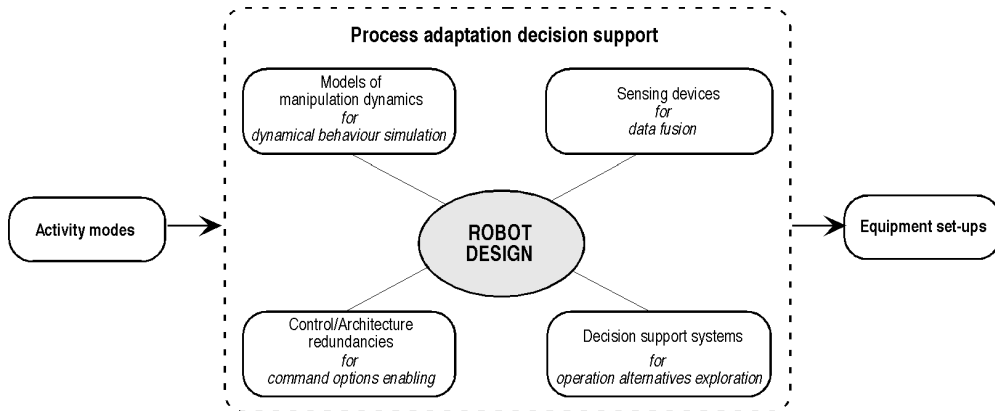 Process adaptation decision support
Models of
manipulation dynamics
for
dynamical behaviour simulation
Sensing devices
for
data fusion
Activity modes
ROBOT
DESIGN
Equipment set-ups
Control/Architecture
redundancies
for
command options enabling
Decision support systems
for
operation alternatives exploration